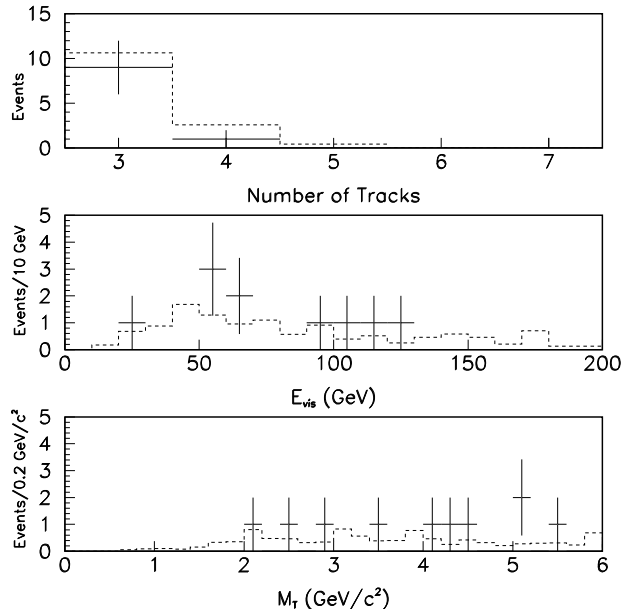 15
10
5
0
Events
3 4 5 6 7
Number of Tracks
5
4
3
2
1
0
Events/10 GeV
0 50 100 150 200
Evis (GeV)
5
4
3
2
1
0
Events/0.2 GeV/c²
0 1 2 3 4 5 6
MT (GeV/c²)